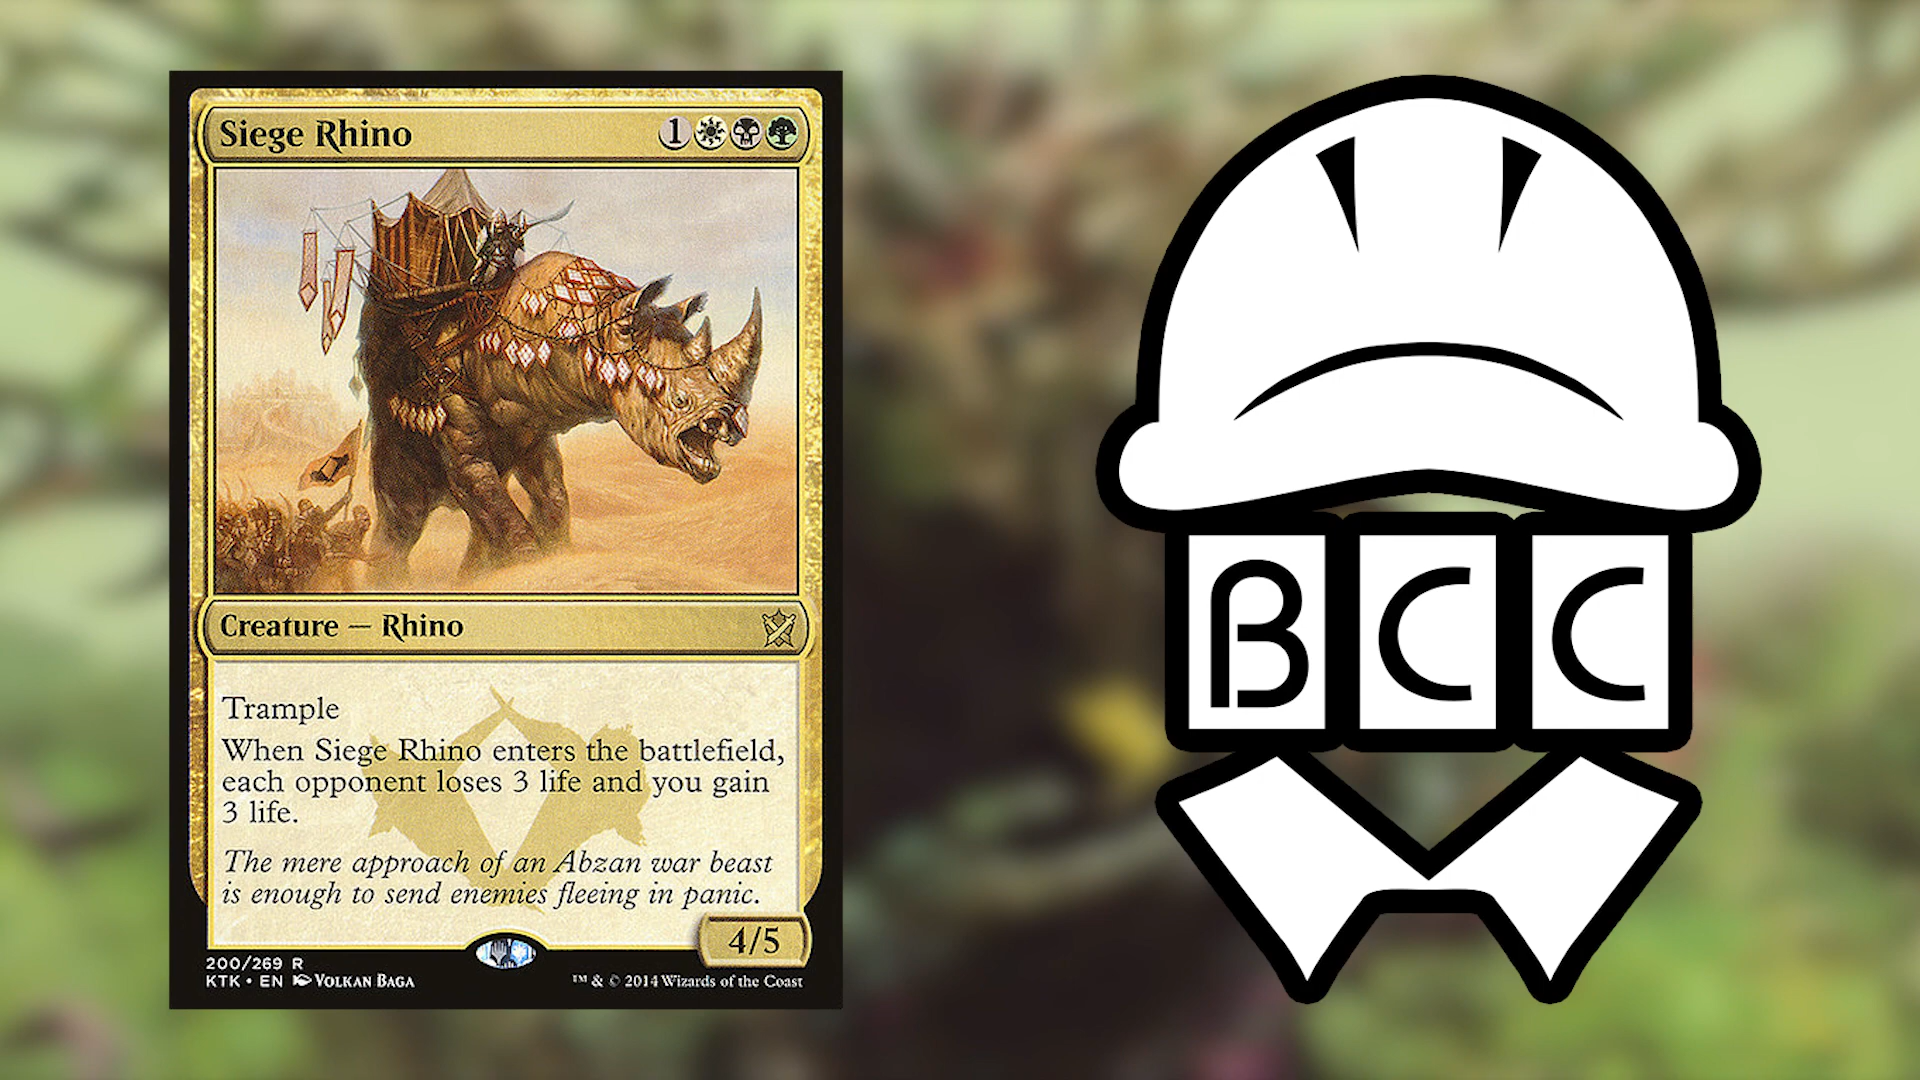 Siege Rhino 1
Creature — Rhino
Trample
When Siege Rhino enters the battlefield,
each opponent loses 3 life and you gain
3 life.
The mere approach of an Abzan war beast
is enough to send enemies fleeing in panic.
4/5
200/269 R
KTK • EN VOLKAN BAGA
™ & © 2014 Wizards of the Coast
BCC